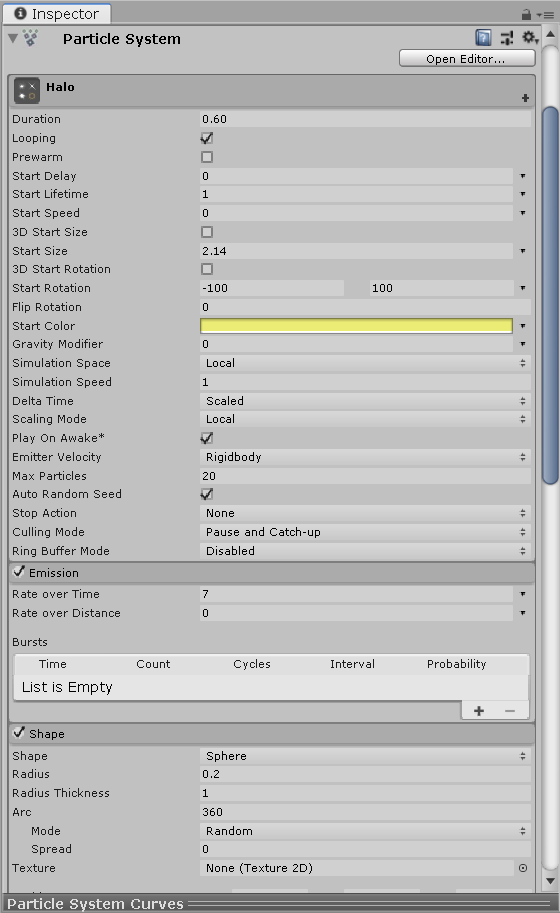 Inspector
Particle System
Open Editor...
Halo
+
Duration 0.60
Looping
Prewarm
Start Delay 0
Start Lifetime 1
Start Speed 0
3D Start Size
Start Size 2.14
3D Start Rotation
Start Rotation -100 100
Flip Rotation 0
Start Color
Gravity Modifier 0
Simulation Space Local
Simulation Speed 1
Delta Time Scaled
Scaling Mode Local
Play On Awake*
Emitter Velocity Rigidbody
Max Particles 20
Auto Random Seed
Stop Action None
Culling Mode Pause and Catch-up
Ring Buffer Mode Disabled
Emission
Rate over Time 7
Rate over Distance 0
Bursts
Time Count Cycles Interval Probability
List is Empty
+ −
Shape
Shape Sphere
Radius 0.2
Radius Thickness 1
Arc 360
Mode Random
Spread 0
Texture None (Texture 2D)
Particle System Curves